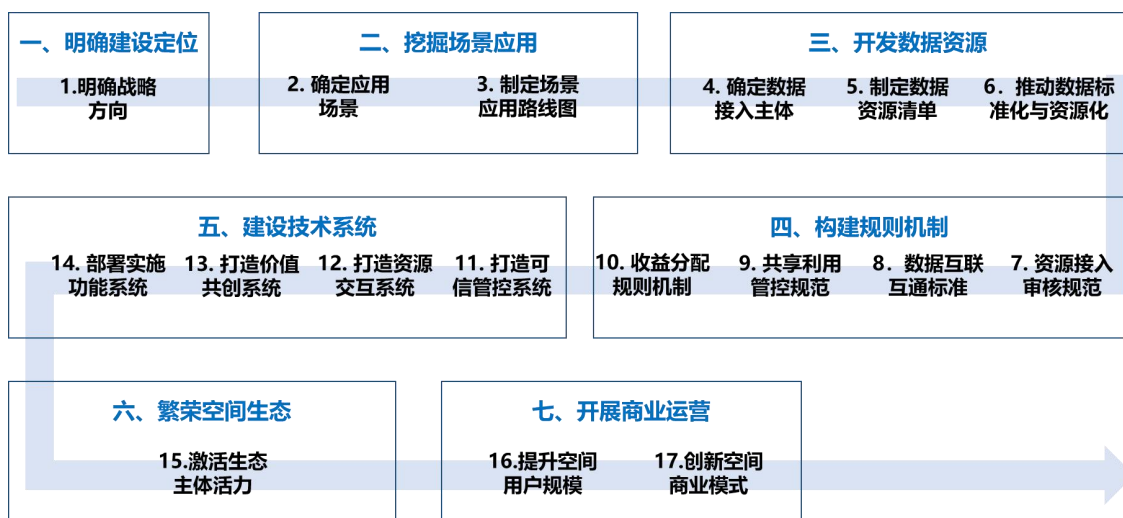 一、明确建设定位
1.明确战略
方向
二、挖掘场景应用
2. 确定应用
场景
3. 制定场景
应用路线图
三、开发数据资源
4. 确定数据
接入主体
5. 制定数据
资源清单
6. 推动数据标
准化与资源化
四、构建规则机制
7. 资源接入
审核规范
8. 数据互联
互通标准
9. 共享利用
管控规范
10. 收益分配
规则机制
五、建设技术系统
11. 打造可
信管控系统
12. 打造资源
交互系统
13. 打造价值
共创系统
14. 部署实施
功能系统
六、繁荣空间生态
15.激活生态
主体活力
七、开展商业运营
16.提升空间
用户规模
17.创新空间
商业模式